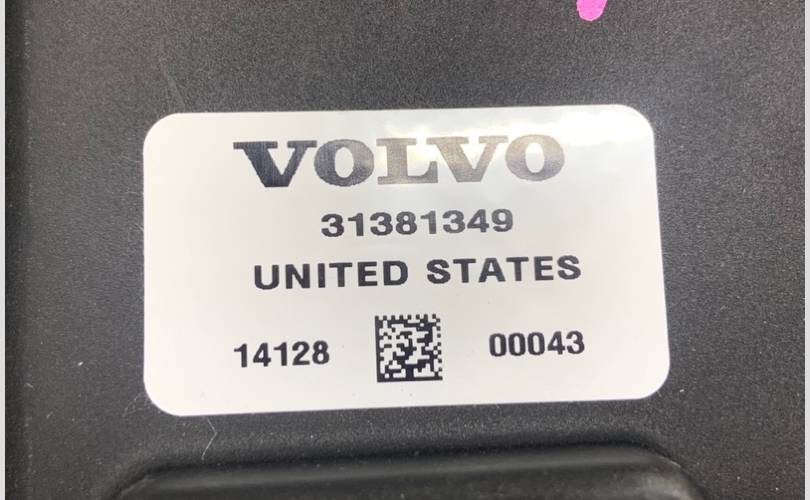 VOLVO
31381349
UNITED STATES
14128 00043